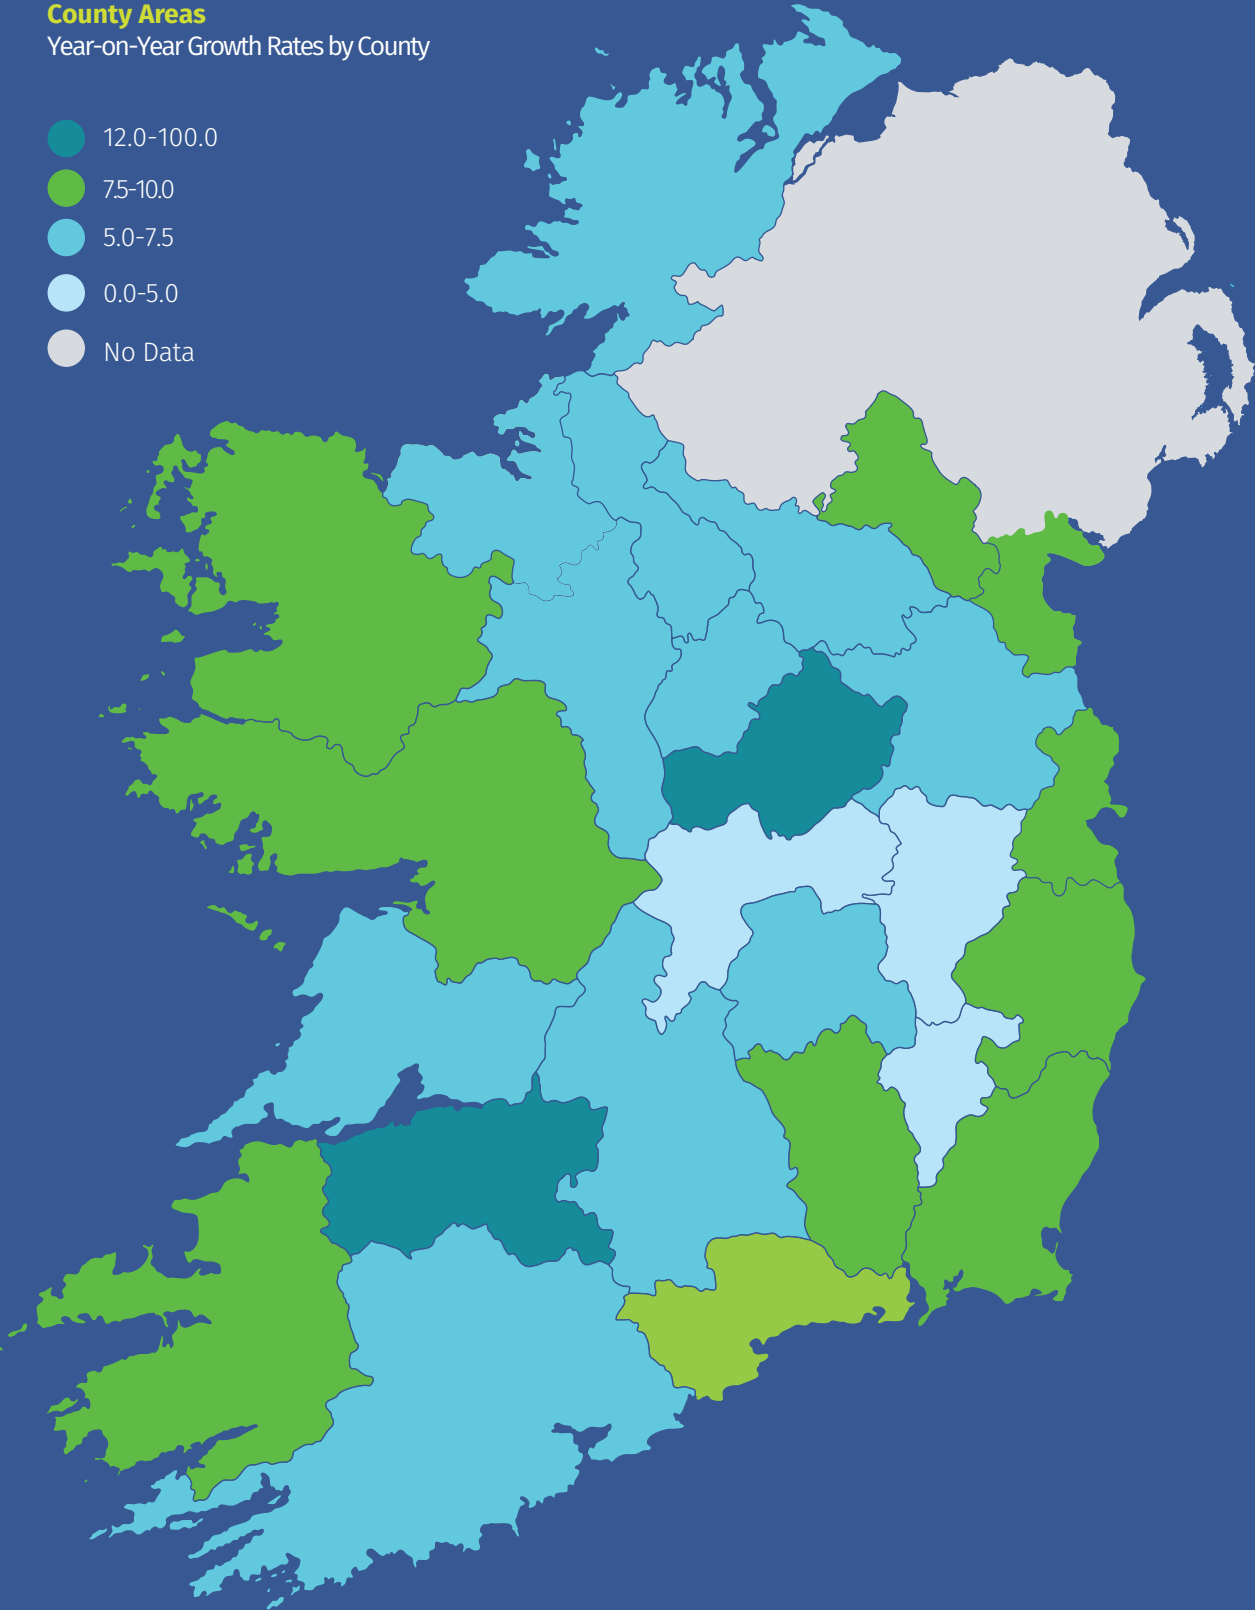 County Areas
Year-on-Year Growth Rates by County
12.0-100.0
7.5-10.0
5.0-7.5
0.0-5.0
No Data